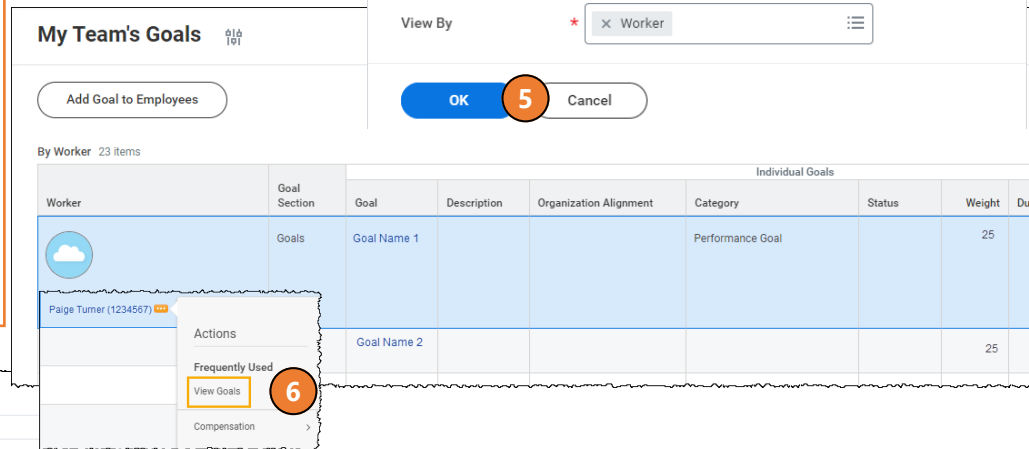 My Team's Goals
View By * × Worker
Add Goal to Employees
OK 5 Cancel
By Worker 23 items
Individual Goals
Worker Goal Section Goal Description Organization Alignment Category Status Weight Du
Goals Goal Name 1 Performance Goal 25
Paige Turner (1234567)
Actions
Goal Name 2 25
Frequently Used
View Goals 6
Compensation >